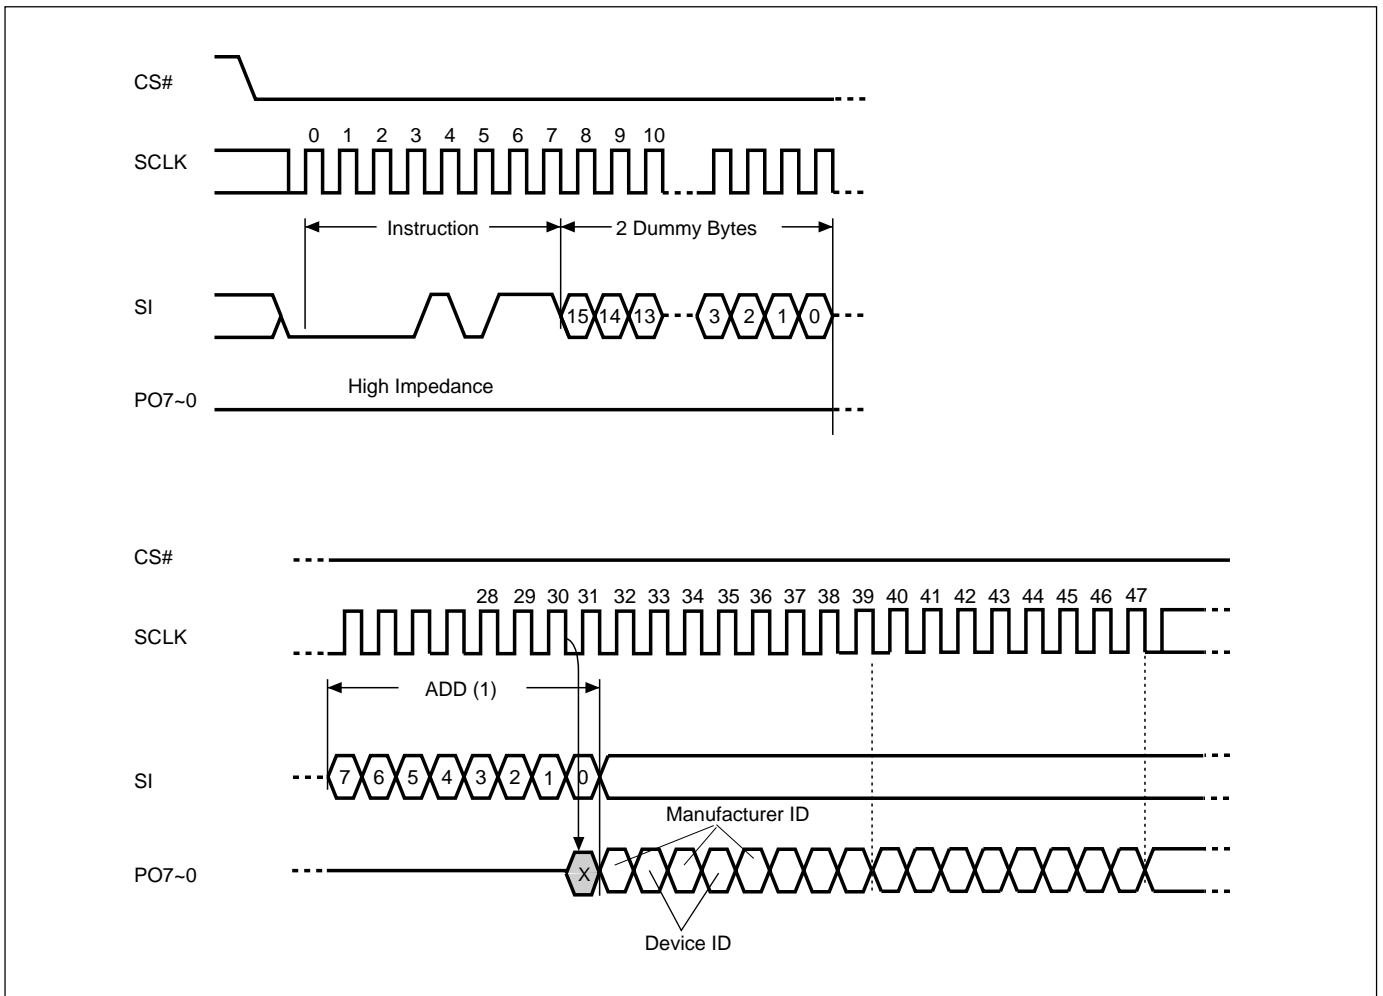 CS#
0 1 2 3 4 5 6 7 8 9 10
SCLK
Instruction 2 Dummy Bytes
SI
15 14 13 3 2 1 0
High Impedance
PO7~0
CS#
28 29 30 31 32 33 34 35 36 37 38 39 40 41 42 43 44 45 46 47
SCLK
ADD (1)
SI
7 6 5 4 3 2 1 0
Manufacturer ID
PO7~0
X
Device ID